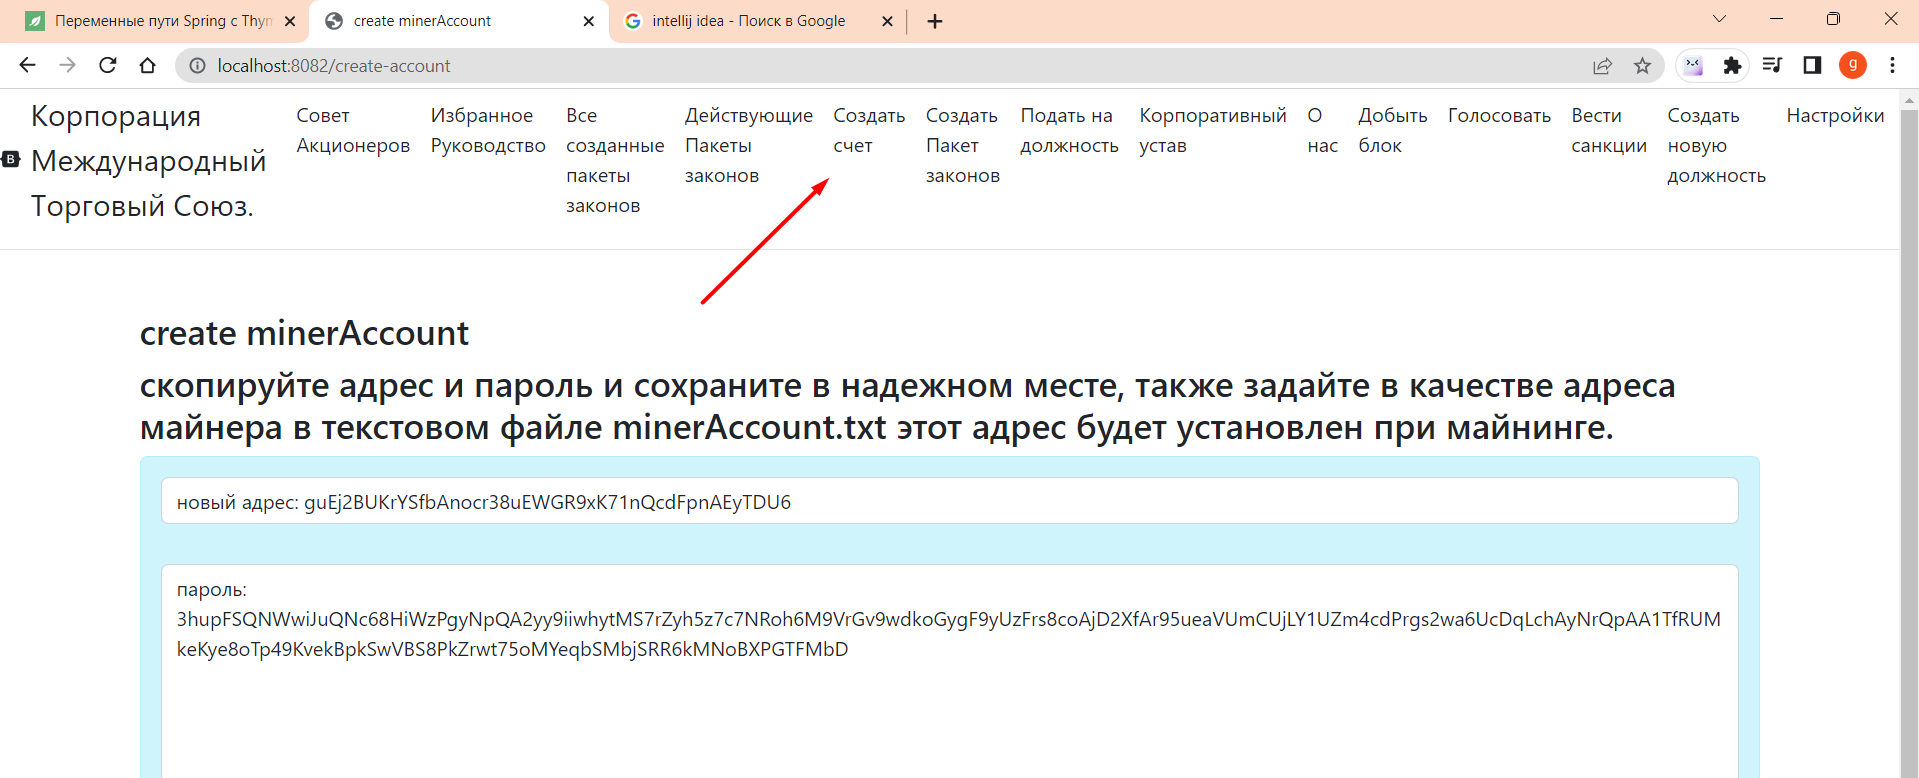 Переменные пути Spring с Thym
create minerAccount
intellij idea - Поиск в Google
localhost:8082/create-account
g
B
Корпорация
Международный
Торговый Союз.
Совет
Акционеров
Избранное
Руководство
Все
созданные
пакеты
законов
Действующие
Пакеты
законов
Создать
счет
Создать
Пакет
законов
Подать на
должность
Корпоративный
устав
О
нас
Добыть
блок
Голосовать
Вести
санкции
Создать
новую
должность
Настройки
create minerAccount
скопируйте адрес и пароль и сохраните в надежном месте, также задайте в качестве адреса
майнера в текстовом файле minerAccount.txt этот адрес будет установлен при майнинге.
новый адрес: guEj2BUKrYSfbAnocr38uEWGR9xK71nQcdFpnAEyTDU6
пароль:
3hupFSQNWwiJuQNc68HiWzPgyNpQA2yy9iiwhytMS7rZyh5z7c7NRoh6M9VrGv9wdkoGygF9yUzFrs8coAjD2XfAr95ueaVUmCUjLY1UZm4cdPrgs2wa6UcDqLchAyNrQpAA1TfRUM
keKye8oTp49KvekBpkSwVBS8PkZrwt75oMYeqbSMbjSRR6kMNoBXPGTFMbD